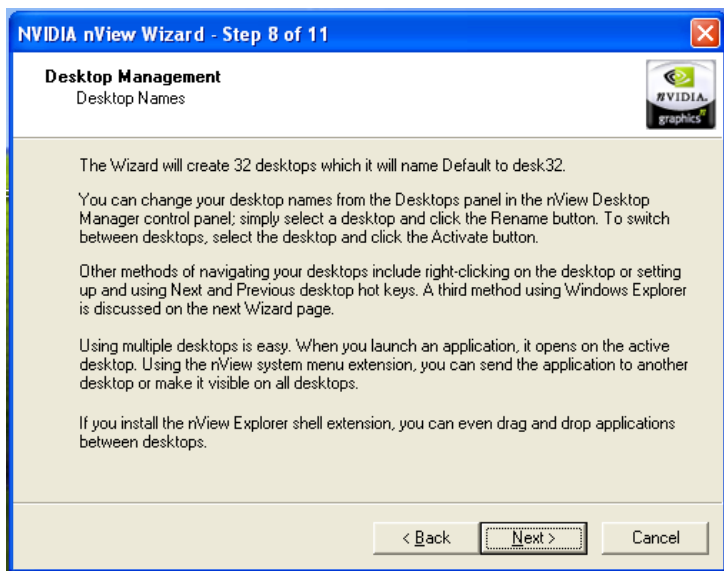 NVIDIA nView Wizard - Step 8 of 11
Desktop Management
Desktop Names
nVIDIA.
graphics
The Wizard will create 32 desktops which it will name Default to desk32.
You can change your desktop names from the Desktops panel in the nView Desktop
Manager control panel; simply select a desktop and click the Rename button. To switch
between desktops, select the desktop and click the Activate button.
Other methods of navigating your desktops include right-clicking on the desktop or setting
up and using Next and Previous desktop hot keys. A third method using Windows Explorer
is discussed on the next Wizard page.
Using multiple desktops is easy. When you launch an application, it opens on the active
desktop. Using the nView system menu extension, you can send the application to another
desktop or make it visible on all desktops.
If you install the nView Explorer shell extension, you can even drag and drop applications
between desktops.
< Back Next > Cancel